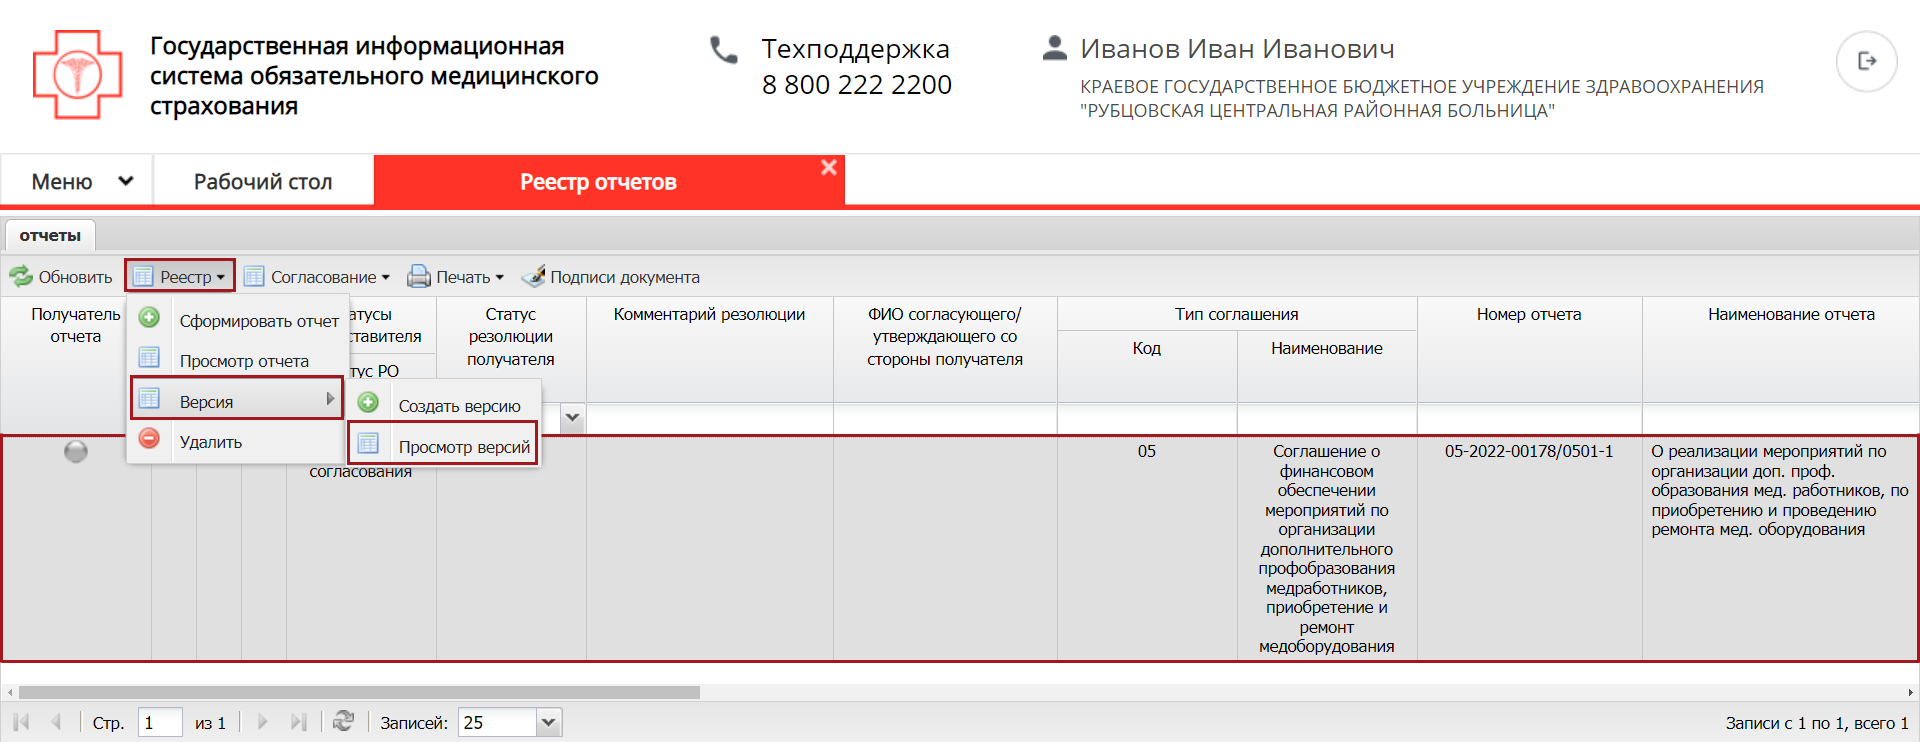 Государственная информационная
система обязательного медицинского
страхования
Техподдержка
8 800 222 2200
Иванов Иван Иванович
КРАЕВОЕ ГОСУДАРСТВЕННОЕ БЮДЖЕТНОЕ УЧРЕЖДЕНИЕ ЗДРАВООХРАНЕНИЯ
"РУБЦОВСКАЯ ЦЕНТРАЛЬНАЯ РАЙОННАЯ БОЛЬНИЦА"
Меню
Рабочий стол
Реестр отчетов
отчеты
Обновить
Реестр
Согласование
Печать
Подписи документа
Получатель
отчета
Сформировать отчет
Просмотр отчета
Версия
Удалить
Создать версию
Просмотр версий
атусы
ставителя
тус РО
Статус
резолюции
получателя
Комментарий резолюции
ФИО согласующего/
утверждающего со
стороны получателя
Тип соглашения
Код
Наименование
Номер отчета
Наименование отчета
согласования
05
Соглашение о
финансовом
обеспечении
мероприятий по
организации
дополнительного
профобразования
медработников,
приобретение и
ремонт
медоборудования
05-2022-00178/0501-1
О реализации мероприятий по
организации доп. проф.
образования мед. работников, по
приобретению и проведению
ремонта мед. оборудования
Стр. 1 из 1
Записей: 25
Записи с 1 по 1, всего 1